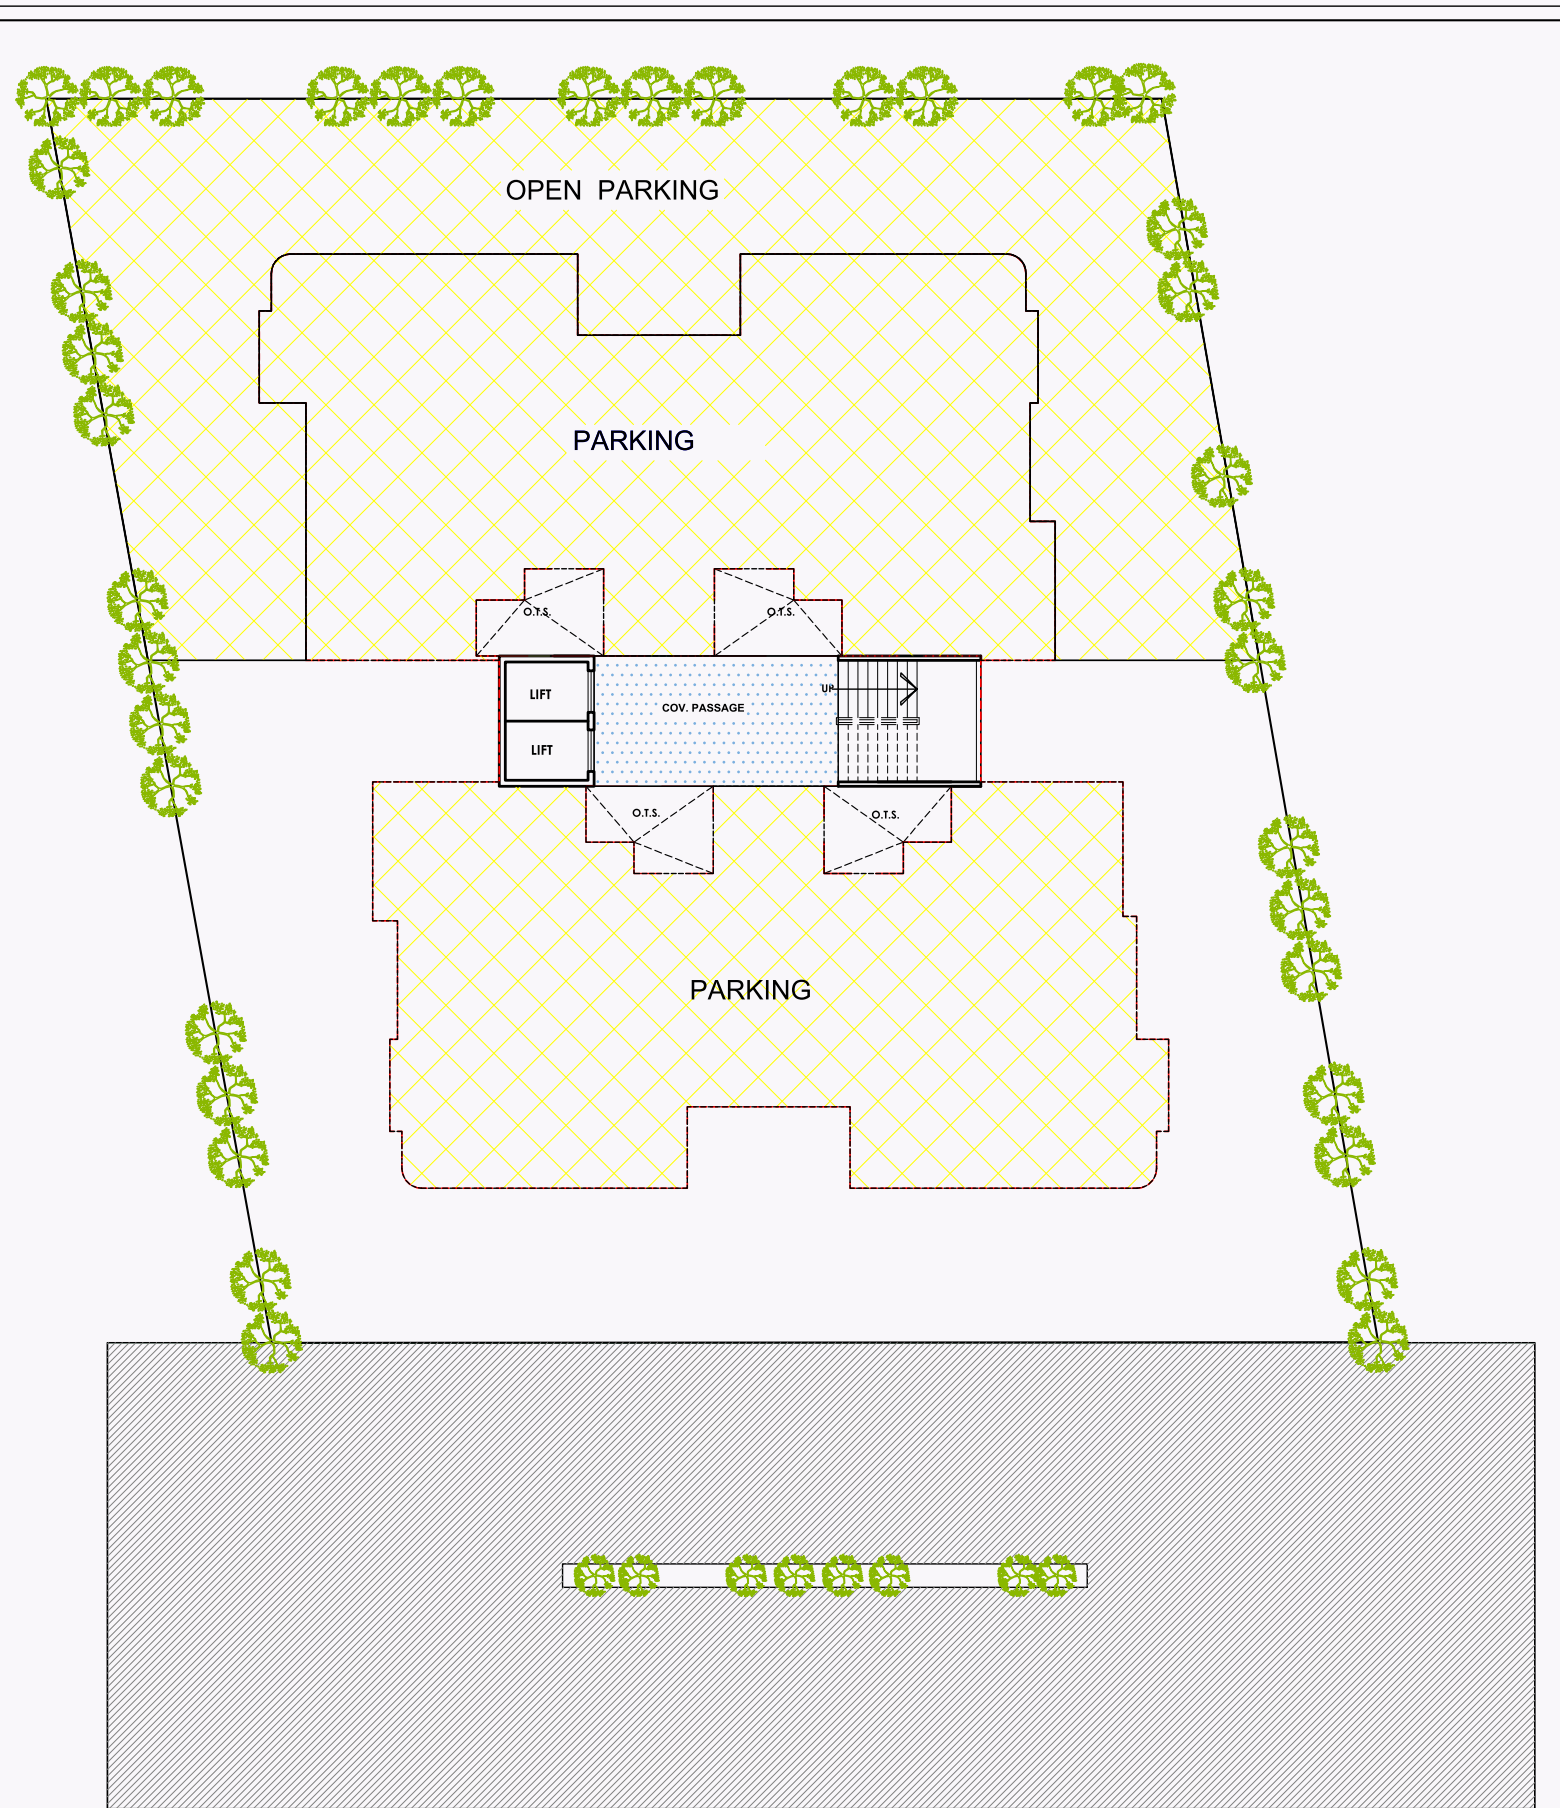 OPEN PARKING
PARKING
O.T.S.
O.T.S.
LIFT
UP
COV. PASSAGE
LIFT
O.T.S.
O.T.S.
PARKING